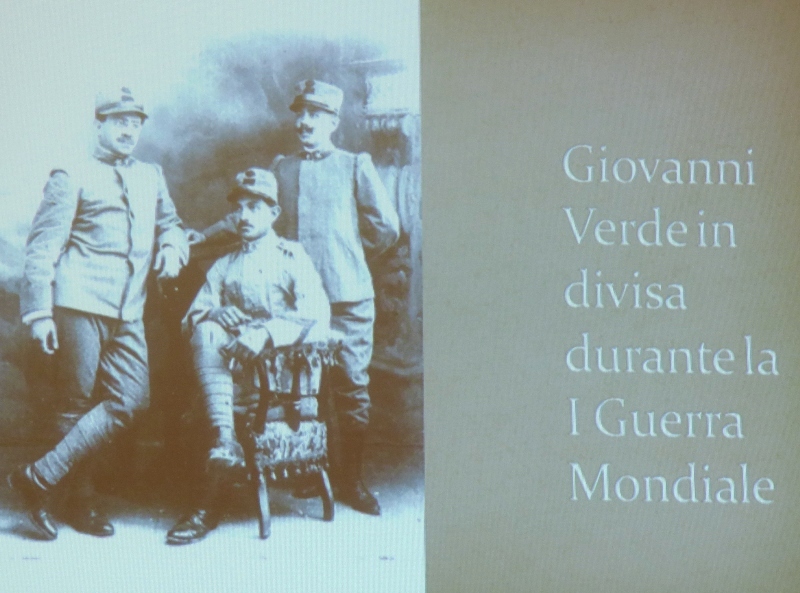 Giovanni
Verde in
divisa
durante la
I Guerra
Mondiale